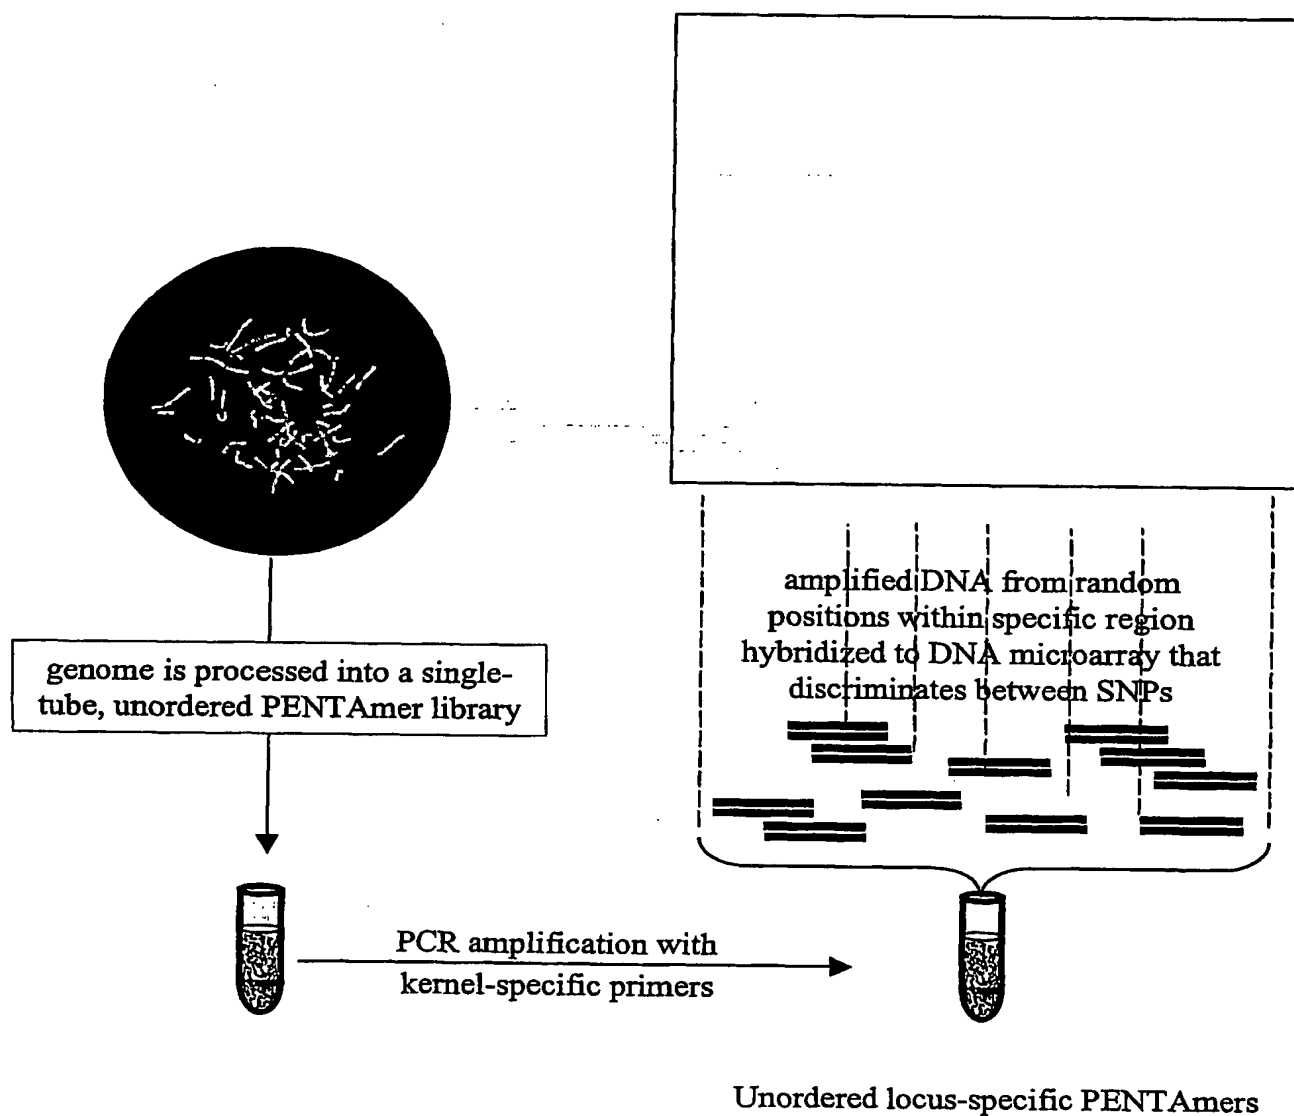 amplified DNA from random
positions within specific region
hybridized to DNA microarray that
discriminates between SNPs
genome is processed into a single-
tube, unordered PENTAmer library
PCR amplification with
kernel-specific primers
Unordered locus-specific PENTAmers